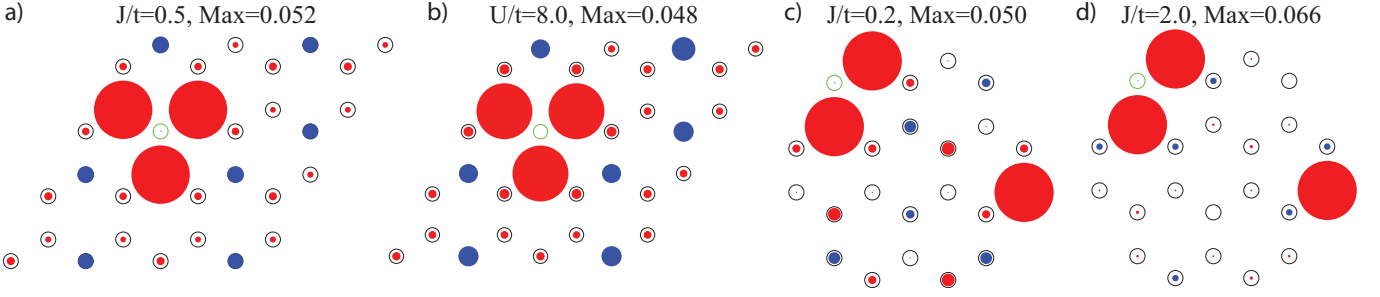 a) J/t=0.5, Max=0.052
b) U/t=8.0, Max=0.048
c) J/t=0.2, Max=0.050
d) J/t=2.0, Max=0.066